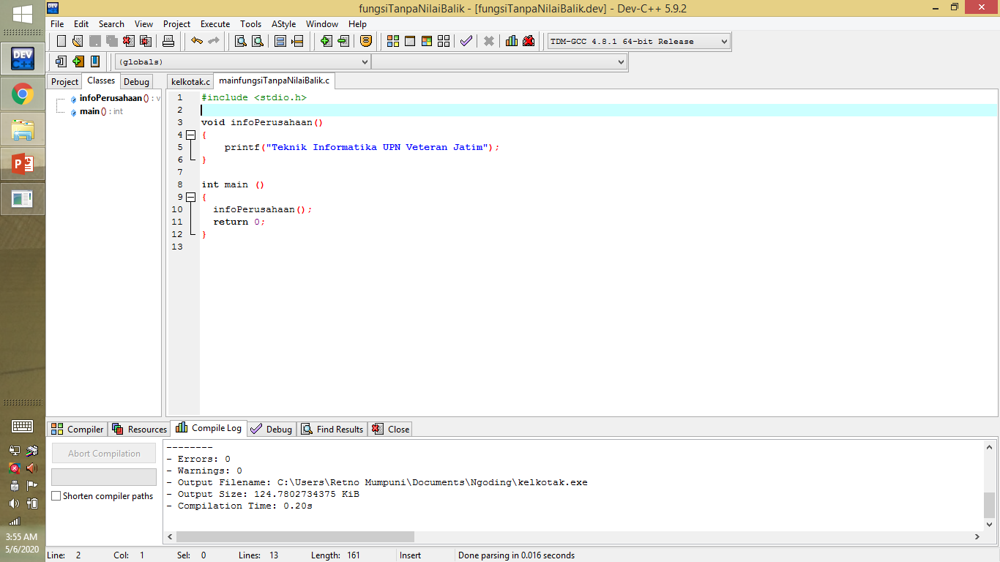 fungsiTanpaNilaiBalik - [fungsiTanpaNilaiBalik.dev] - Dev-C++ 5.9.2
File Edit Search View Project Execute Tools AStyle Window Help
TDM-GCC 4.8.1 64-bit Release
(globals)
Project Classes Debug
kelkotak.c mainfungsiTanpaNilaiBalik.c
infoPerusahaan () : v
main () : int
1 #include <stdio.h>
2
3 void infoPerusahaan()
4 {
5 printf("Teknik Informatika UPN Veteran Jatim");
6 }
7
8 int main ()
9 {
10 infoPerusahaan();
11 return 0;
12 }
13
Compiler Resources Compile Log Debug Find Results Close
Abort Compilation
Shorten compiler paths
--------
- Errors: 0
- Warnings: 0
- Output Filename: C:\Users\Retno Mumpuni\Documents\Ngoding\kelkotak.exe
- Output Size: 124.7802734375 KiB
- Compilation Time: 0.20s
Line: 2 Col: 1 Sel: 0 Lines: 13 Length: 161 Insert Done parsing in 0.016 seconds
DEV C++
3:55 AM
5/6/2020